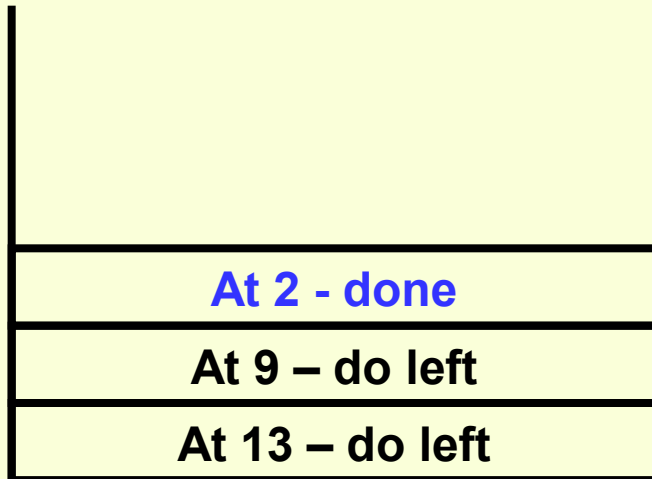 At 2 - done
At 9 – do left
At 13 – do left